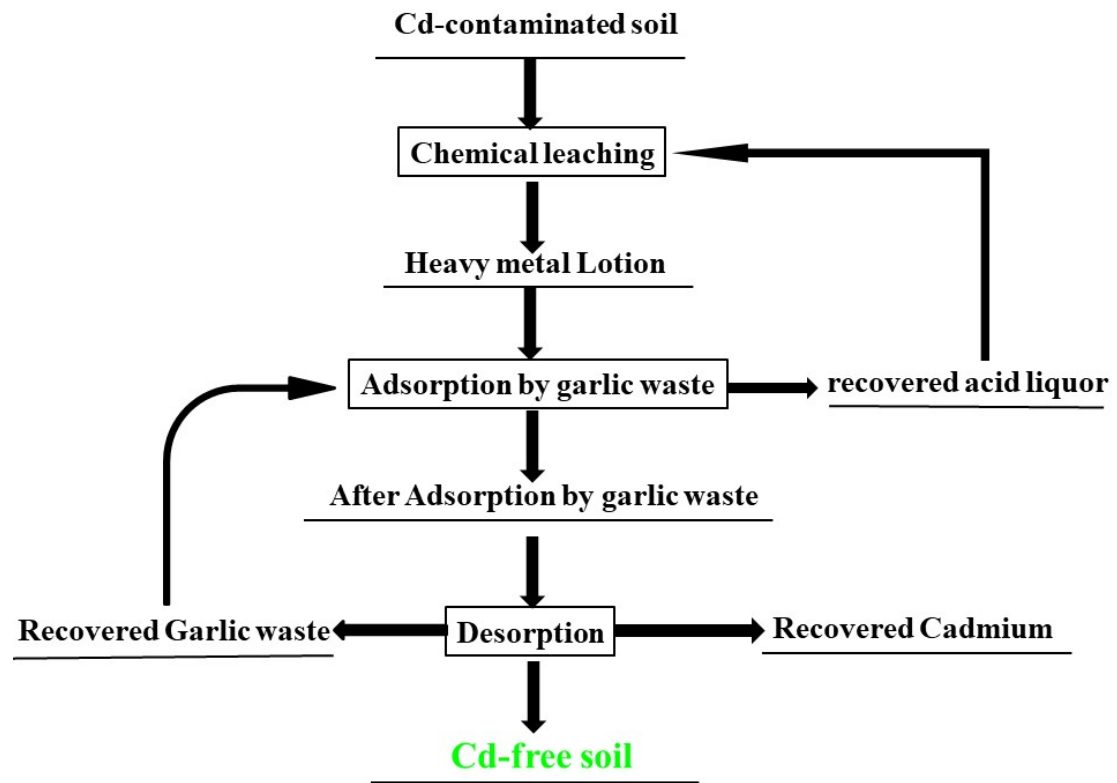 Cd-contaminated soil
Chemical leaching
Heavy metal Lotion
Adsorption by garlic waste
recovered acid liquor
After Adsorption by garlic waste
Recovered Garlic waste
Desorption
Recovered Cadmium
Cd-free soil